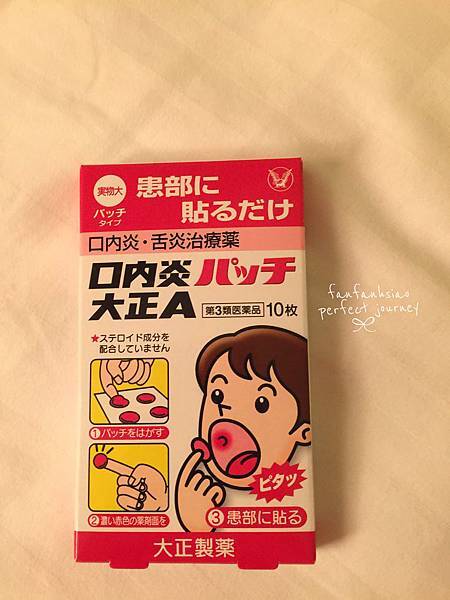 実物大
パッチ
タイプ
患部に
貼るだけ
口内炎・舌炎治療薬
口内炎パッチ
大正A
第3類医薬品 10枚
★ステロイド成分を
配合していません
①パッチをはがす
②濃い赤色の薬剤面を
ピタッ
③患部に貼る
大正製薬
fanfanhsiao
perfect journey